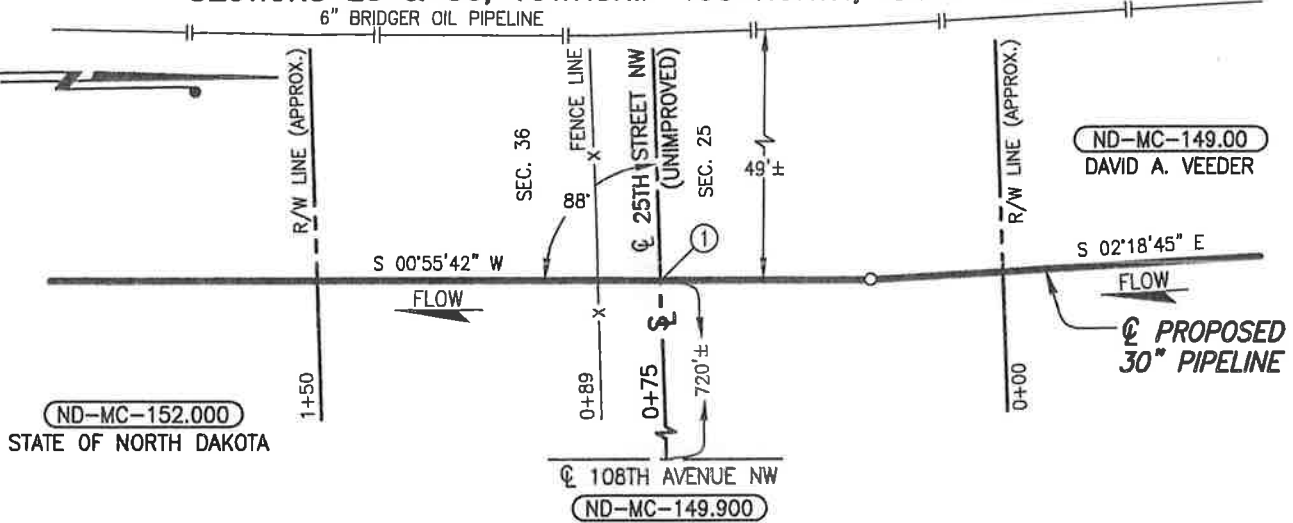 6" BRIDGER OIL PIPELINE
R/W LINE (APPROX.)
SEC. 36
FENCE LINE
℄ 25TH STREET NW
(UNIMPROVED)
SEC. 25
49'±
R/W LINE (APPROX.)
ND-MC-149.00
DAVID A. VEEDER
88'
1
S 00°55'42" W
S 02°18'45" E
FLOW
FLOW
℄ PROPOSED
30" PIPELINE
1+50
0+89
0+75
720'±
0+00
ND-MC-152.000
STATE OF NORTH DAKOTA
℄ 108TH AVENUE NW
ND-MC-149.900